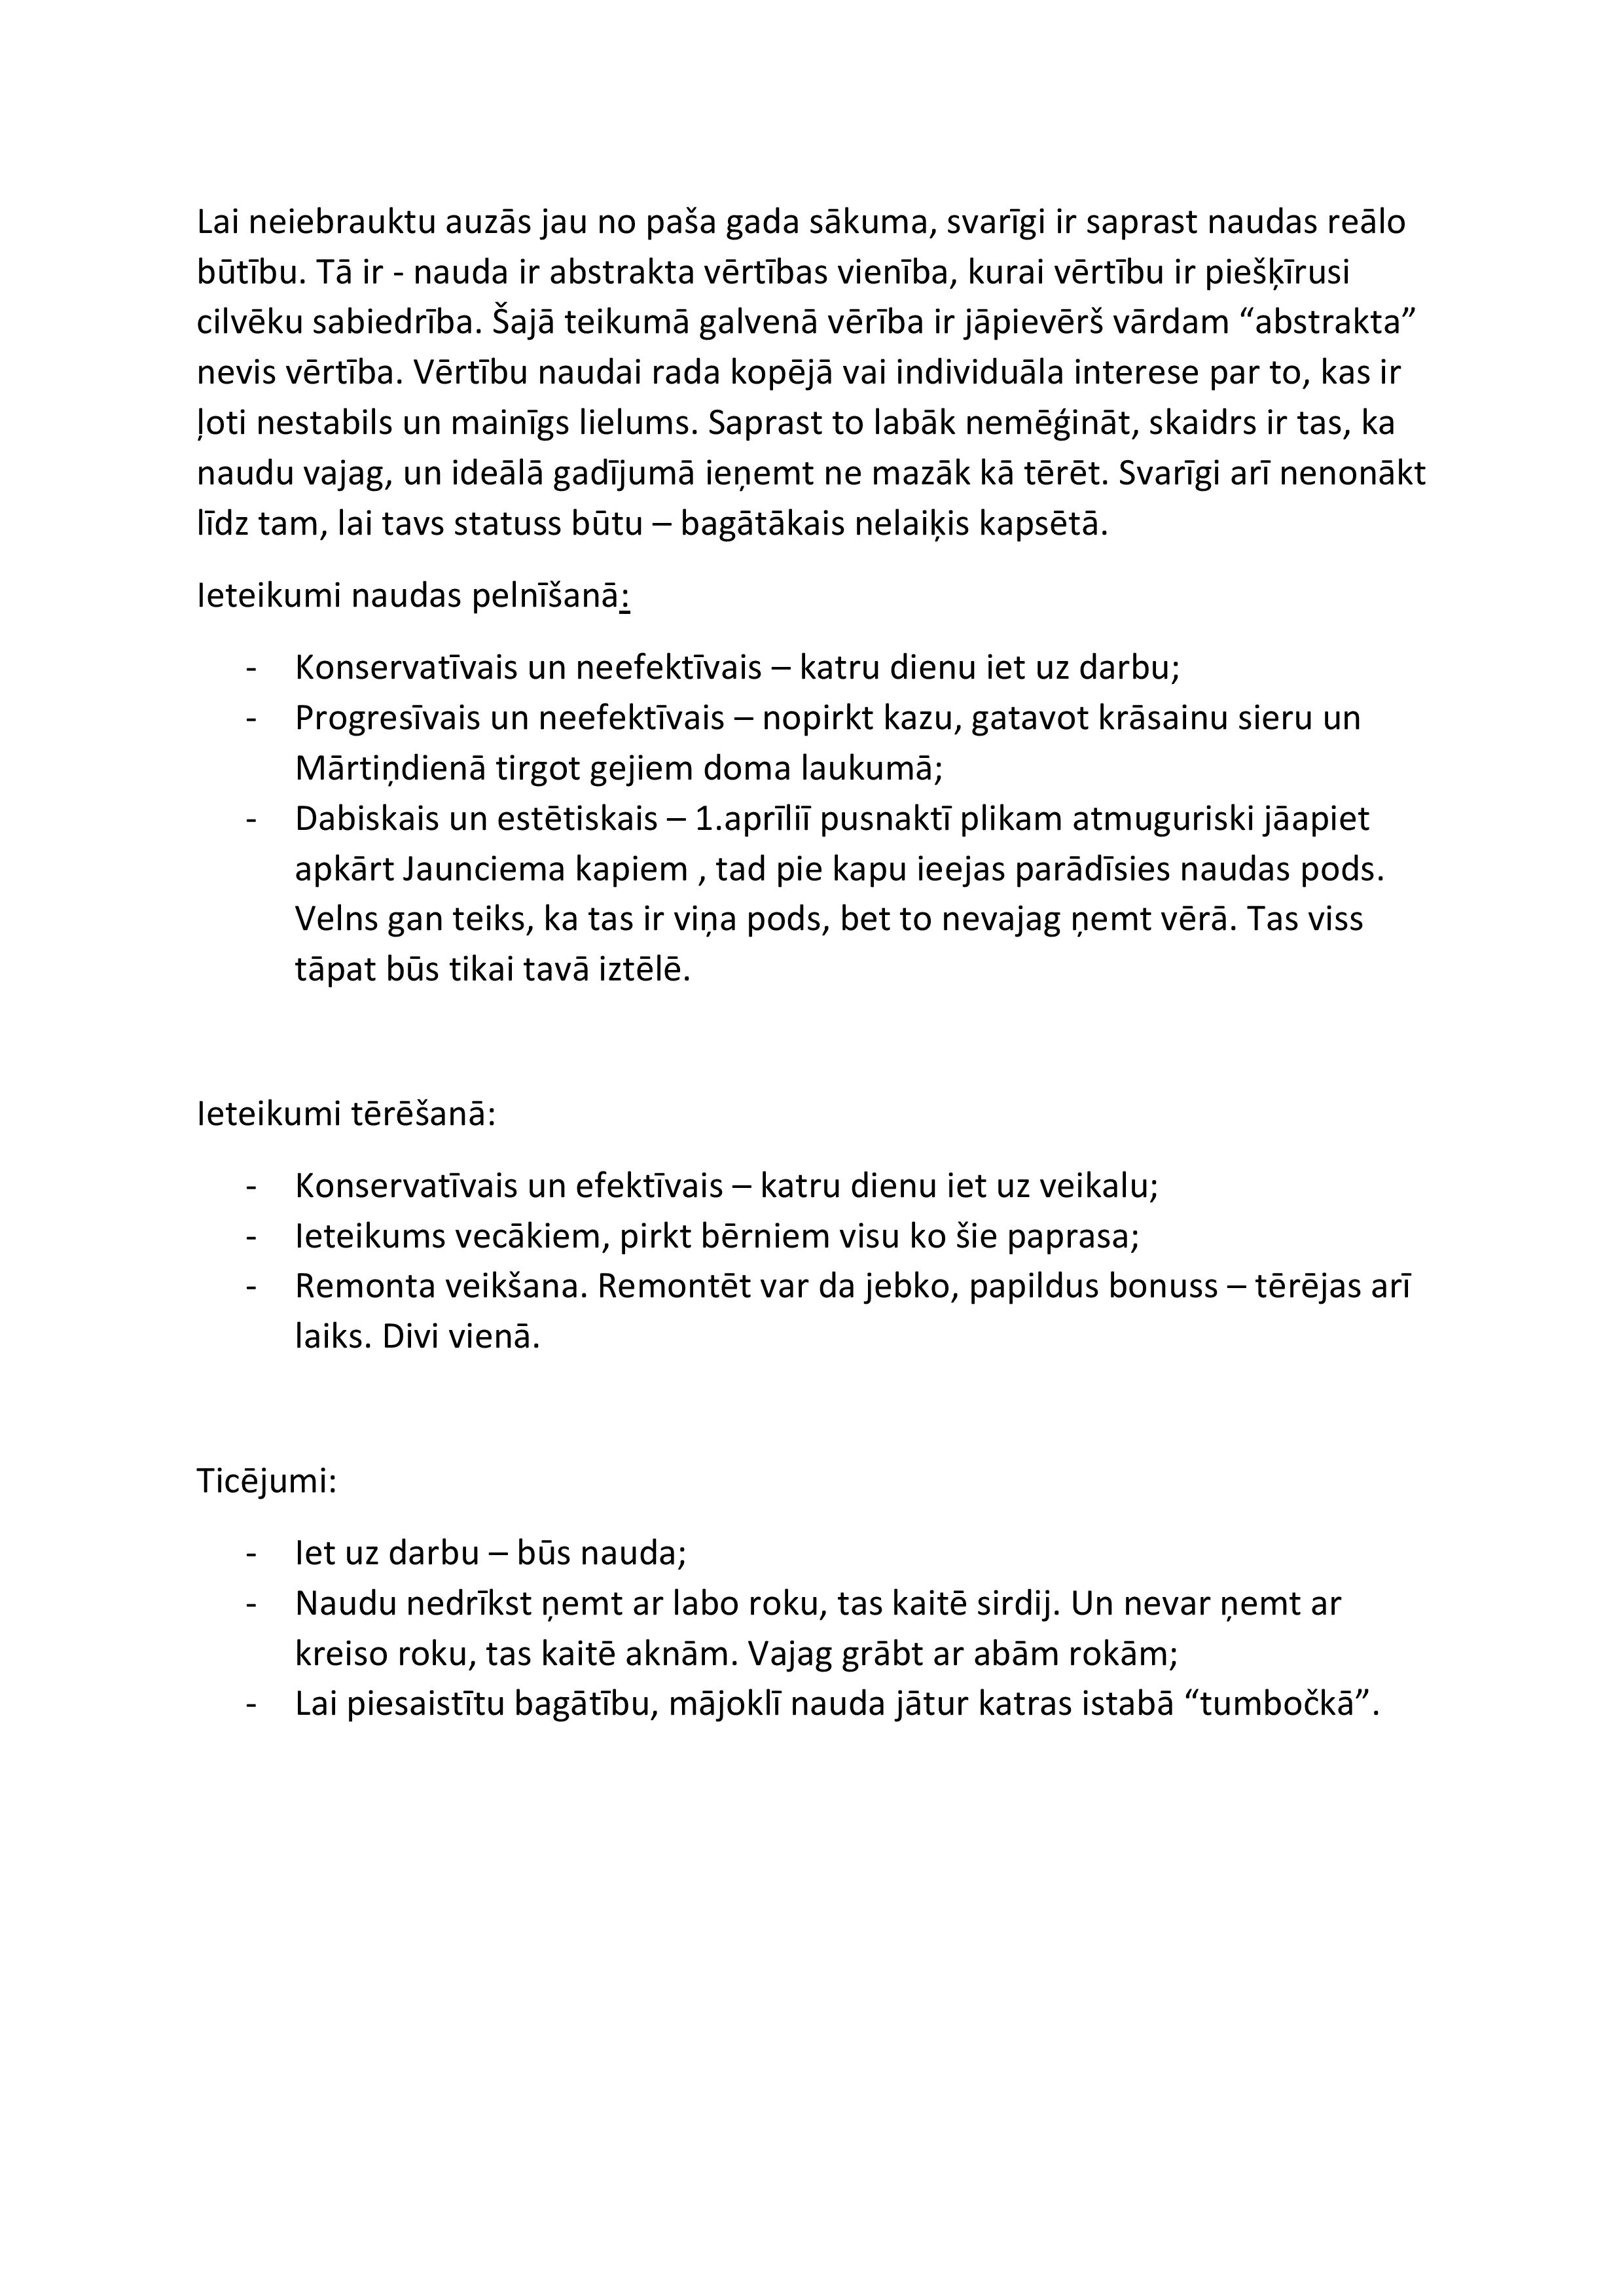 Lai neiebrauktu auzās jau no paša gada sākuma, svarīgi ir saprast naudas reālo
būtību. Tā ir - nauda ir abstrakta vērtības vienība, kurai vērtību ir piešķīrusi
cilvēku sabiedrība. Šajā teikumā galvenā vērība ir jāpievērš vārdam “abstrakta”
nevis vērtība. Vērtību naudai rada kopējā vai individuāla interese par to, kas ir
ļoti nestabils un mainīgs lielums. Saprast to labāk nemēģināt, skaidrs ir tas, ka
naudu vajag, un ideālā gadījumā ieņemt ne mazāk kā tērēt. Svarīgi arī nenonākt
līdz tam, lai tavs statuss būtu – bagātākais nelaiķis kapsētā.
Ieteikumi naudas pelnīšanā:
- Konservatīvais un neefektīvais – katru dienu iet uz darbu;
- Progresīvais un neefektīvais – nopirkt kazu, gatavot krāsainu sieru un
Mārtiņdienā tirgot gejiem doma laukumā;
- Dabiskais un estētiskais – 1.aprīliī pusnaktī plikam atmuguriski jāapiet
apkārt Jaunciema kapiem , tad pie kapu ieejas parādīsies naudas pods.
Velns gan teiks, ka tas ir viņa pods, bet to nevajag ņemt vērā. Tas viss
tāpat būs tikai tavā iztēlē.
Ieteikumi tērēšanā:
- Konservatīvais un efektīvais – katru dienu iet uz veikalu;
- Ieteikums vecākiem, pirkt bērniem visu ko šie paprasa;
- Remonta veikšana. Remontēt var da jebko, papildus bonuss – tērējas arī
laiks. Divi vienā.
Ticējumi:
- Iet uz darbu – būs nauda;
- Naudu nedrīkst ņemt ar labo roku, tas kaitē sirdij. Un nevar ņemt ar
kreiso roku, tas kaitē aknām. Vajag grābt ar abām rokām;
- Lai piesaistītu bagātību, mājoklī nauda jātur katras istabā “tumbočkā”.